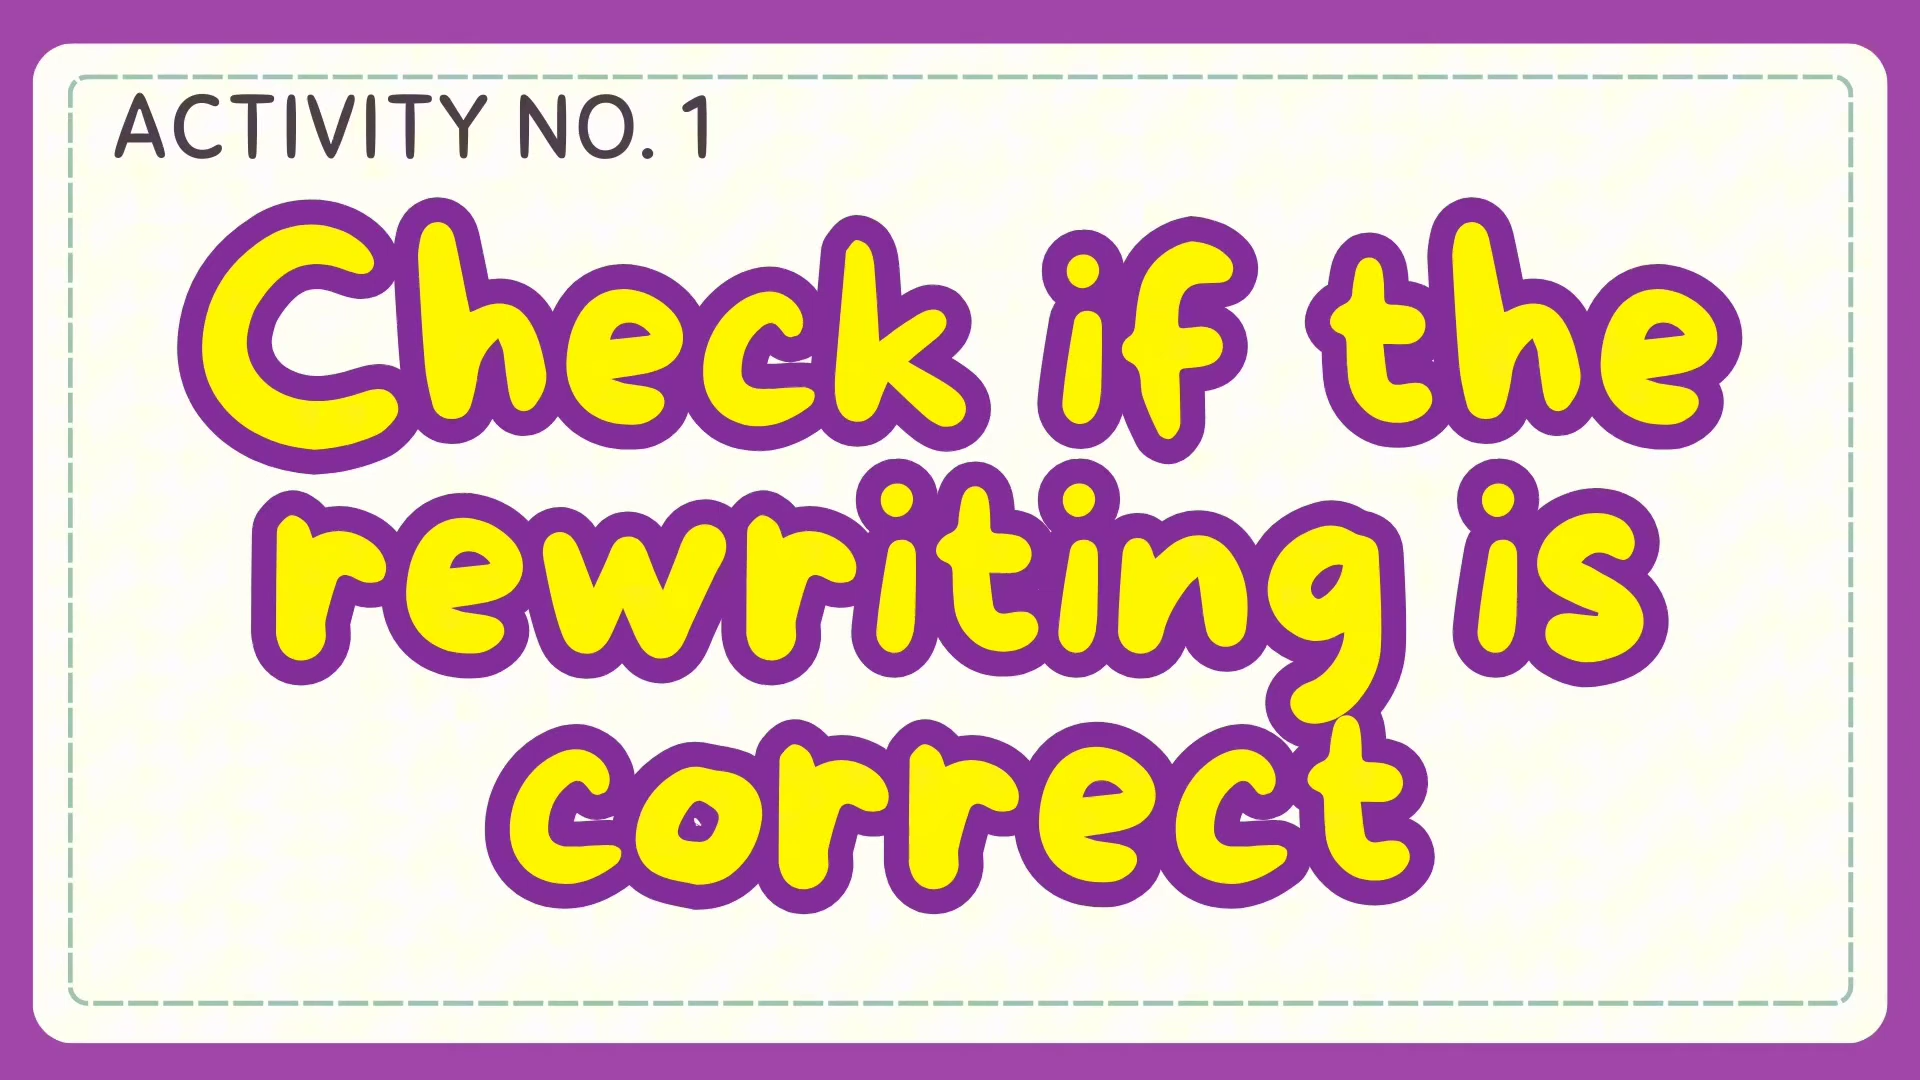 ACTIVITY NO. 1
Check if the
rewriting is
correct